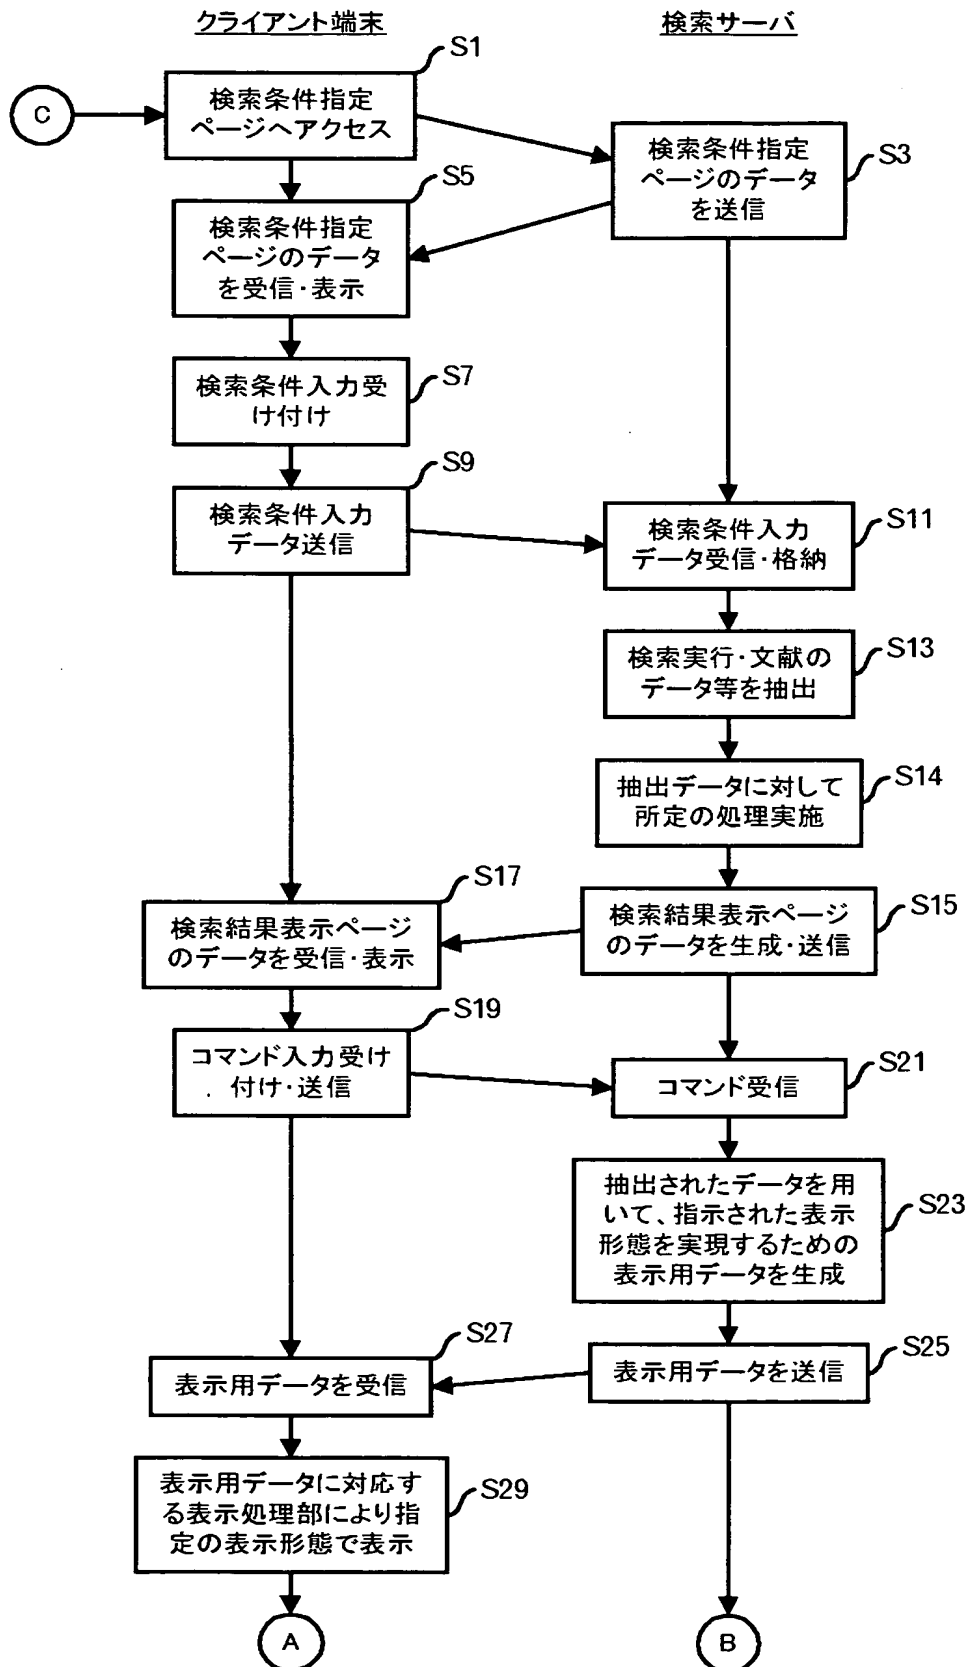 クライアント端末
検索サーバ
S1
C
検索条件指定
ページへアクセス
S3
検索条件指定
ページのデータ
を送信
S5
検索条件指定
ページのデータ
を受信・表示
S7
検索条件入力受
け付け
S9
検索条件入力
データ送信
S11
検索条件入力
データ受信・格納
S13
検索実行・文献の
データ等を抽出
S14
抽出データに対して
所定の処理実施
S15
検索結果表示ページ
のデータを生成・送信
S17
検索結果表示ページ
のデータを受信・表示
S19
コマンド入力受け
付け・送信
S21
コマンド受信
S23
抽出されたデータを用
いて、指示された表示
形態を実現するための
表示用データを生成
S25
表示用データを送信
S27
表示用データを受信
S29
表示用データに対応す
る表示処理部により指
定の表示形態で表示
A
B